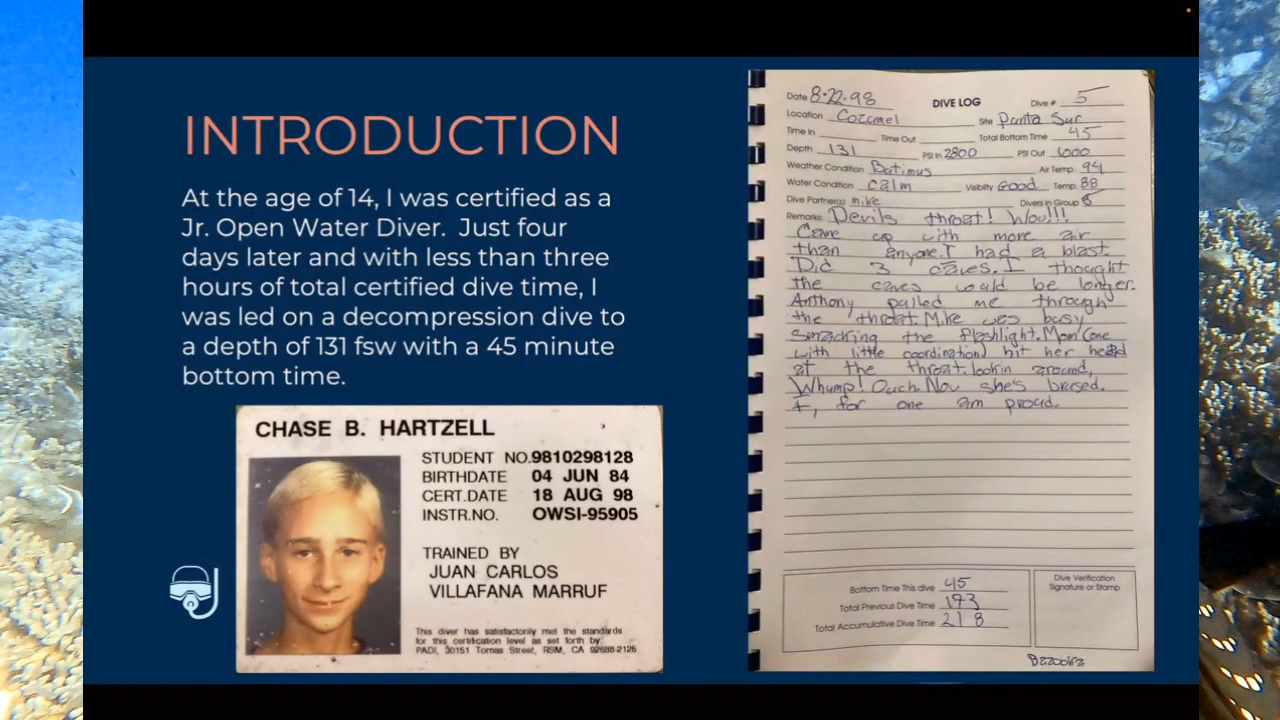 INTRODUCTION
At the age of 14, I was certified as a
Jr. Open Water Diver. Just four
days later and with less than three
hours of total certified dive time, I
was led on a decompression dive to
a depth of 131 fsw with a 45 minute
bottom time.
CHASE B. HARTZELL
STUDENT NO.9810298128
BIRTHDATE 04 JUN 84
CERT.DATE 18 AUG 98
INSTR.NO. OWSI-95905
TRAINED BY
JUAN CARLOS
VILLAFANA MARRUF
This diver has satisfactorily met the standards
for this certification level as set forth by
PADI, 30151 Tomas Street, RSM, CA 92688-2125
Date 8-22-98 DIVE LOG Dive # 5
Location Cozumel Site Punta Sur
Time In Time Out Total Bottom Time 45
Depth 131 PSI In 2800 PSI Out 600
Weather Condition Air Temp. 94
Water Condition calm Visiblity Good Temp. 88
Dive Partner(s) mike Divers in Group
Remarks: Devils throat! Wow!!!
Came up with more air
than anyone. I had a blast.
Did 3 caves. I thought
the caves would be longer.
Anthony pulled me through
the throat. Mike was busy
smacking the flashlight. Mom (one
with little coordination) hit her head
at the throat. lookin around,
Whump! Ouch. Now she's brused.
I, for one am proud.
Bottom Time This dive 45
Total Previous Dive Time 173
Total Accumulative Dive Time 218
Dive Verification
Signature or Stamp